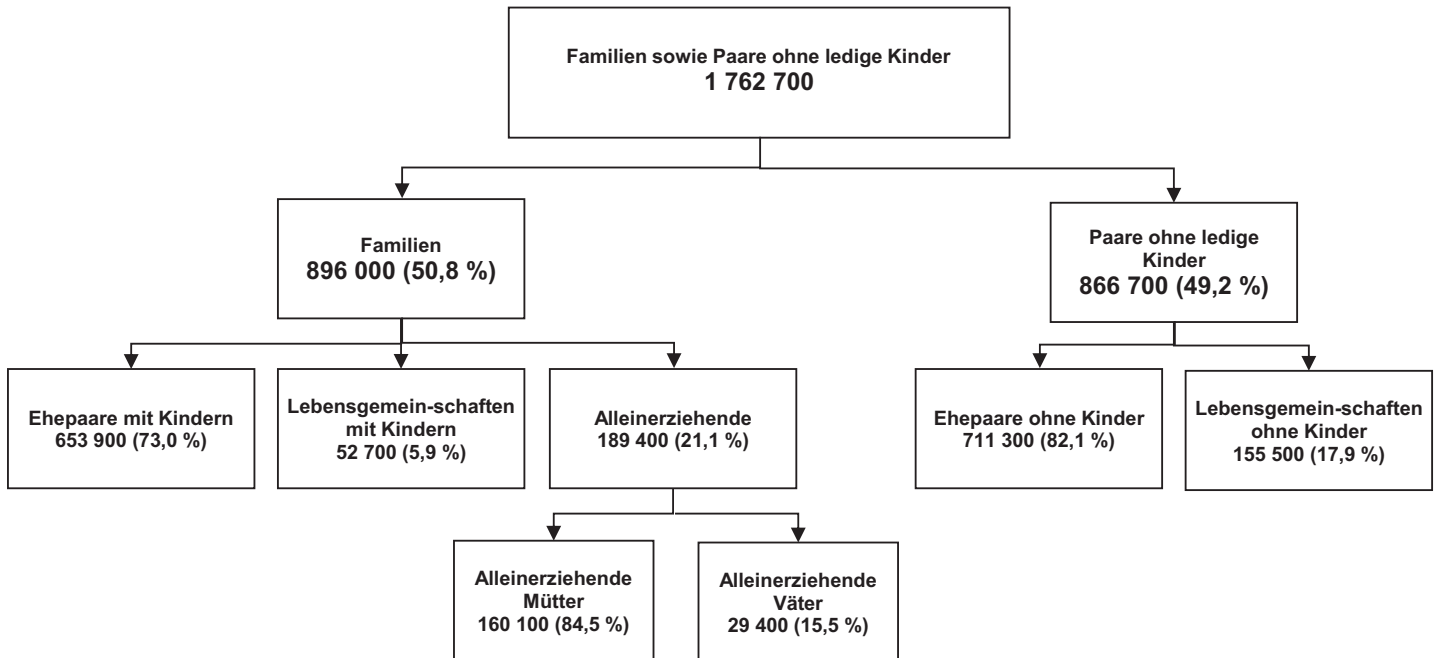 Familien sowie Paare ohne ledige Kinder
1 762 700
Familien
896 000 (50,8 %)
Paare ohne ledige
Kinder
866 700 (49,2 %)
Ehepaare mit Kindern
653 900 (73,0 %)
Lebensgemein-schaften
mit Kindern
52 700 (5,9 %)
Alleinerziehende
189 400 (21,1 %)
Ehepaare ohne Kinder
711 300 (82,1 %)
Lebensgemein-schaften
ohne Kinder
155 500 (17,9 %)
Alleinerziehende
Mütter
160 100 (84,5 %)
Alleinerziehende
Väter
29 400 (15,5 %)